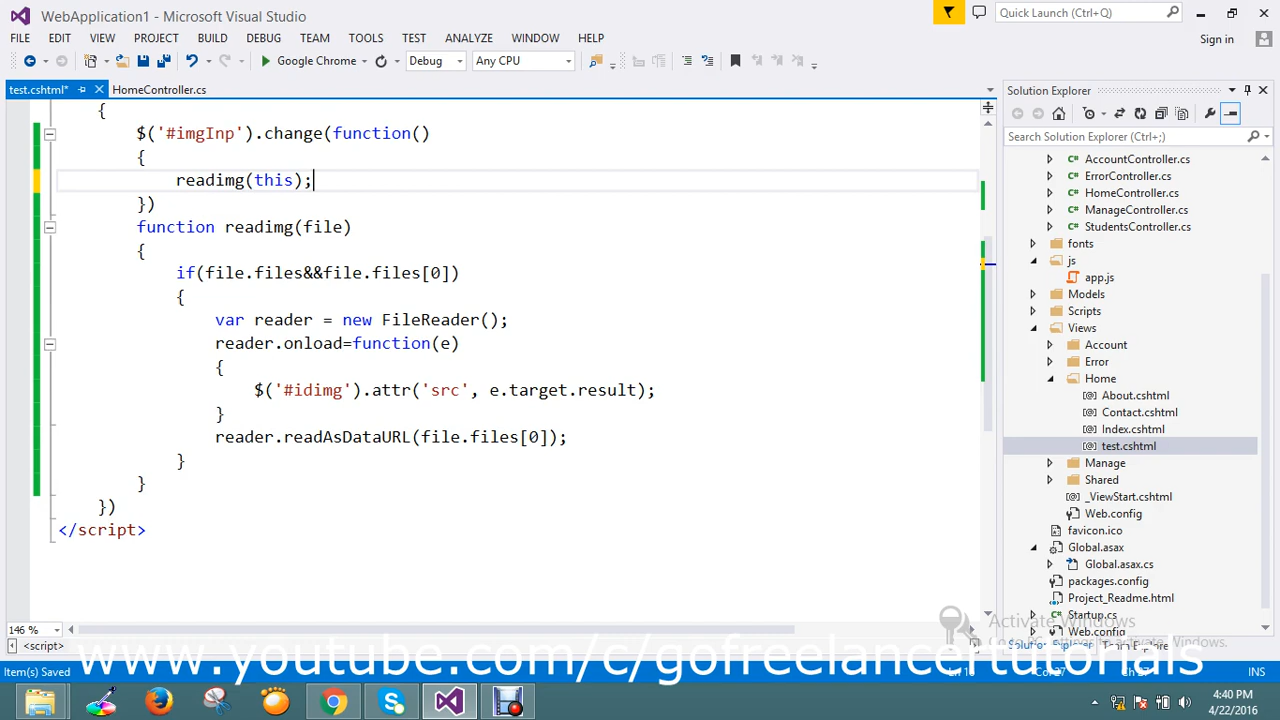 WebApplication1 - Microsoft Visual Studio
Quick Launch (Ctrl+Q)
FILE EDIT VIEW PROJECT BUILD DEBUG TEAM TOOLS TEST ANALYZE WINDOW HELP
Sign in
Google Chrome Debug Any CPU
test.cshtml* HomeController.cs
{
$('#imgInp').change(function()
{
readimg(this);
})
function readimg(file)
{
if(file.files&&file.files[0])
{
var reader = new FileReader();
reader.onload=function(e)
{
$('#idimg').attr('src', e.target.result);
}
reader.readAsDataURL(file.files[0]);
}
}
})
</script>
146 %
<script>
Solution Explorer
Search Solution Explorer (Ctrl+;)
AccountController.cs
ErrorController.cs
HomeController.cs
ManageController.cs
StudentsController.cs
fonts
js
app.js
Models
Scripts
Views
Account
Error
Home
About.cshtml
Contact.cshtml
Index.cshtml
test.cshtml
Manage
Shared
_ViewStart.cshtml
Web.config
favicon.ico
Global.asax
Global.asax.cs
packages.config
Project_Readme.html
Startup.cs
Web.config
Activate Windows
www.youtube.com/c/gofreelancertutorials
Item(s) Saved
INS
4:40 PM
4/22/2016